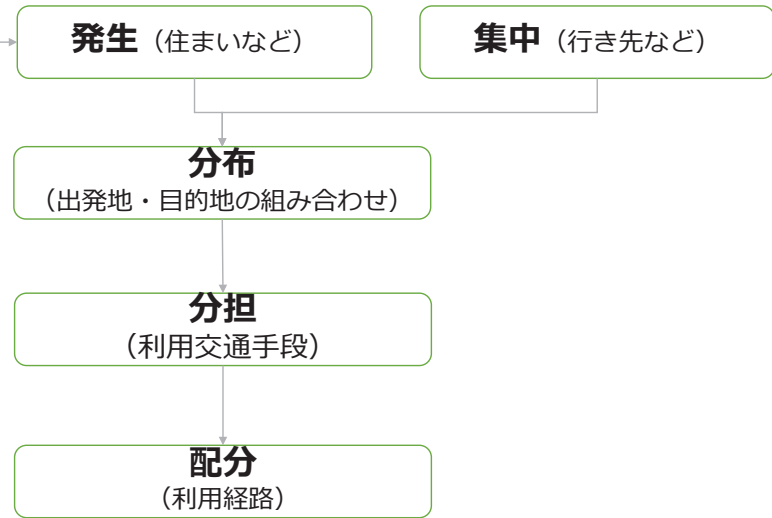 発生（住まいなど）
集中（行き先など）
分布
（出発地・目的地の組み合わせ）
分担
（利用交通手段）
配分
（利用経路）